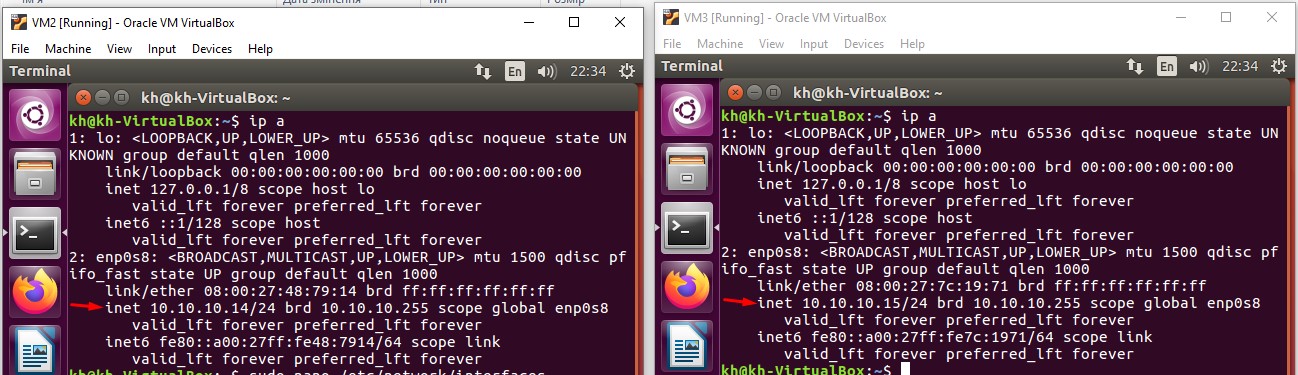 Дата змінення Тип Розмір
VM2 [Running] - Oracle VM VirtualBox
File Machine View Input Devices Help
Terminal En 22:34
kh@kh-VirtualBox: ~
kh@kh-VirtualBox:~$ ip a
1: lo: <LOOPBACK,UP,LOWER_UP> mtu 65536 qdisc noqueue state UN
KNOWN group default qlen 1000
link/loopback 00:00:00:00:00:00 brd 00:00:00:00:00:00
inet 127.0.0.1/8 scope host lo
valid_lft forever preferred_lft forever
inet6 ::1/128 scope host
valid_lft forever preferred_lft forever
2: enp0s8: <BROADCAST,MULTICAST,UP,LOWER_UP> mtu 1500 qdisc pf
ifo_fast state UP group default qlen 1000
link/ether 08:00:27:48:79:14 brd ff:ff:ff:ff:ff:ff
inet 10.10.10.14/24 brd 10.10.10.255 scope global enp0s8
valid_lft forever preferred_lft forever
inet6 fe80::a00:27ff:fe48:7914/64 scope link
valid_lft forever preferred_lft forever
kh@kh-VirtualBox:~$ sudo nano /etc/network/interfaces
VM3 [Running] - Oracle VM VirtualBox
File Machine View Input Devices Help
Terminal En 22:34
kh@kh-VirtualBox: ~
kh@kh-VirtualBox:~$ ip a
1: lo: <LOOPBACK,UP,LOWER_UP> mtu 65536 qdisc noqueue state UN
KNOWN group default qlen 1000
link/loopback 00:00:00:00:00:00 brd 00:00:00:00:00:00
inet 127.0.0.1/8 scope host lo
valid_lft forever preferred_lft forever
inet6 ::1/128 scope host
valid_lft forever preferred_lft forever
2: enp0s8: <BROADCAST,MULTICAST,UP,LOWER_UP> mtu 1500 qdisc pf
ifo_fast state UP group default qlen 1000
link/ether 08:00:27:7c:19:71 brd ff:ff:ff:ff:ff:ff
inet 10.10.10.15/24 brd 10.10.10.255 scope global enp0s8
valid_lft forever preferred_lft forever
inet6 fe80::a00:27ff:fe7c:1971/64 scope link
valid_lft forever preferred_lft forever
kh@kh-VirtualBox:~$